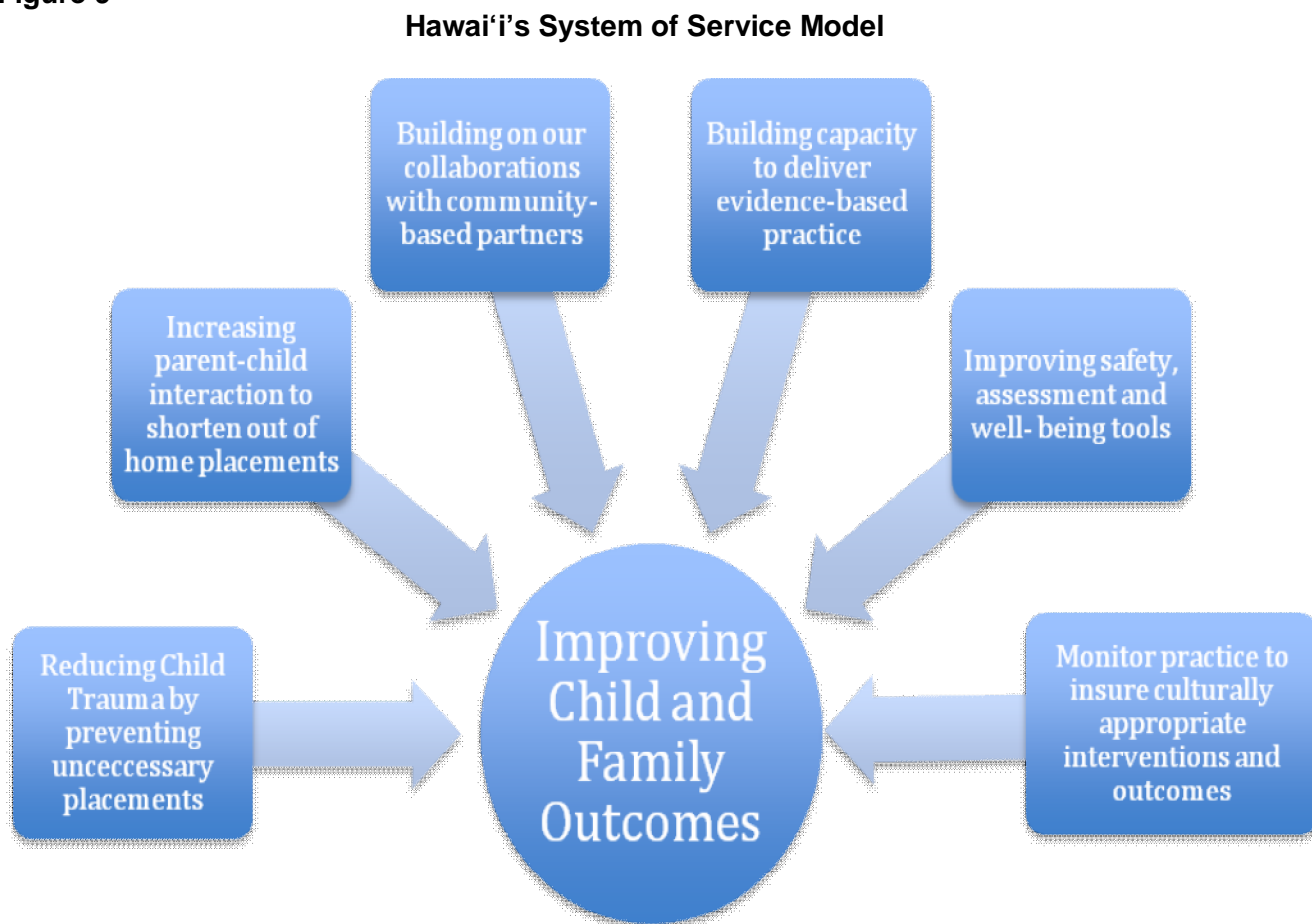 Hawai‘i’s System of Service Model
Building on our
collaborations
with community-
based partners
Building capacity
to deliver
evidence-based
practice
Increasing
parent-child
interaction to
shorten out of
home placements
Improving safety,
assessment and
well- being tools
Reducing Child
Trauma by
preventing
unceccessary
placements
Improving
Child and
Family
Outcomes
Monitor practice to
insure culturally
appropriate
interventions and
outcomes